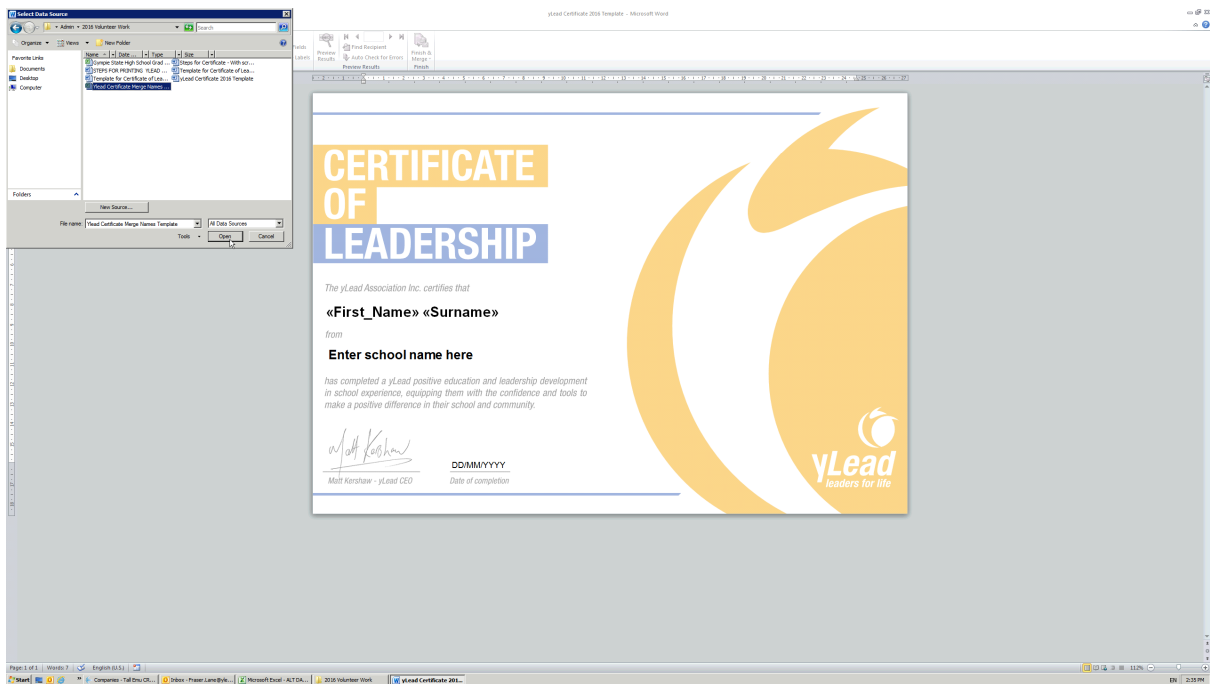 Select Data Source
yLead Certificate 2016 Template - Microsoft Word
Admin 2016 Volunteer Work
Search
Organize Views New Folder
Favorite Links
Documents
Desktop
Computer
Name Date ... Type Size
Gympie State High School Grad ... Steps for Certificate - With scr...
STEPS FOR PRINTING YLEAD ... Template for Certificate of Lea...
Template for Certificate of Lea... yLead Certificate 2016 Template
Ylead Certificate Merge Names ...
Folders
New Source...
File name: Ylead Certificate Merge Names Template All Data Sources
Tools Open Cancel
Fields
Labels
Preview
Results
Find Recipient
Auto Check for Errors
Preview Results
Finish &
Merge
Finish
CERTIFICATE
OF
LEADERSHIP
The yLead Association Inc. certifies that
«First_Name» «Surname»
from
Enter school name here
has completed a yLead positive education and leadership development
in school experience, equipping them with the confidence and tools to
make a positive difference in their school and community.
Matt Kershaw
DD/MM/YYYY
Matt Kershaw - yLead CEO Date of completion
yLead
leaders for life
Page: 1 of 1 Words: 7 English (U.S.) 112%
Start Companies - Tall Emu CR... Inbox - Fraser.Lane@yle... Microsoft Excel - ALT DA... 2016 Volunteer Work yLead Certificate 201... EN 2:35 PM